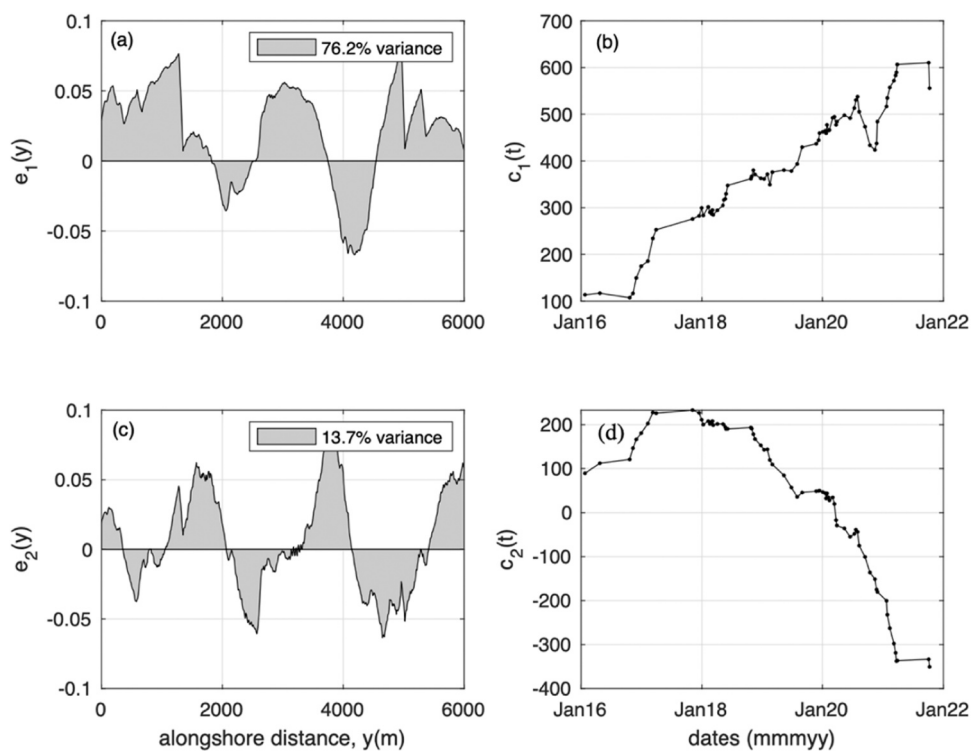 (a)
76.2% variance
0.1
0.05
0
-0.05
-0.1
e1(y)
0
2000
4000
6000
(b)
700
600
500
400
300
200
100
c1(t)
Jan16
Jan18
Jan20
Jan22
(c)
13.7% variance
0.1
0.05
0
-0.05
-0.1
e2(y)
0
2000
4000
6000
alongshore distance, y(m)
(d)
200
100
0
-100
-200
-300
-400
c2(t)
Jan16
Jan18
Jan20
Jan22
dates (mmmyy)